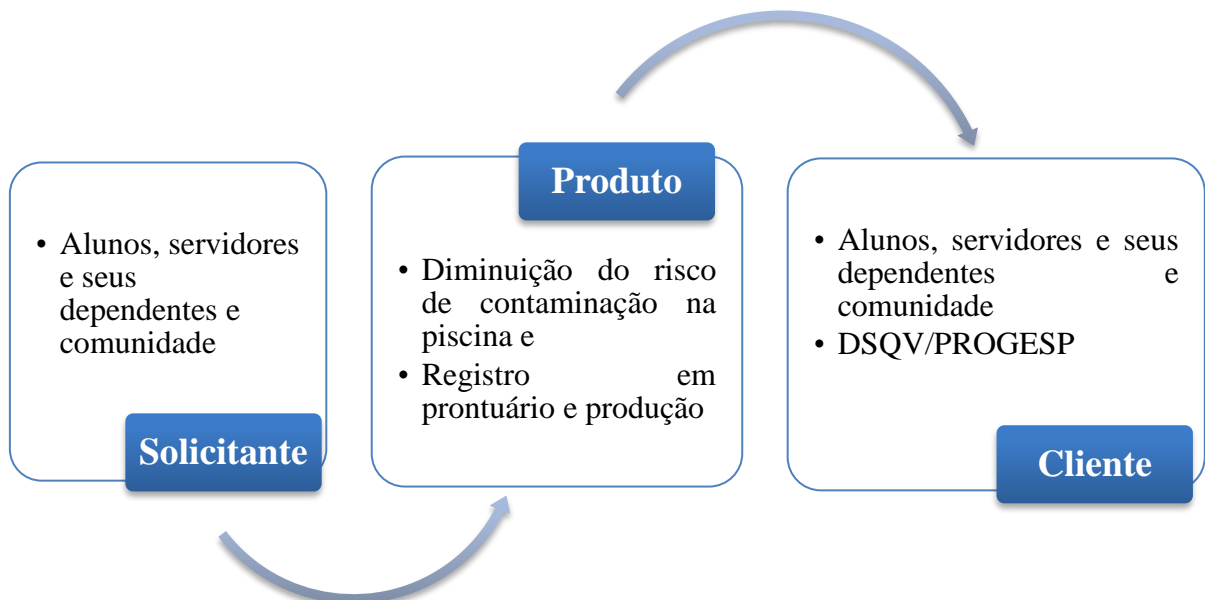 • Alunos, servidores
e seus
dependentes e
comunidade
Solicitante
Produto
• Diminuição do risco
de contaminação na
piscina e
• Registro em
prontuário e produção
• Alunos, servidores e seus
dependentes e
comunidade
• DSQV/PROGESP
Cliente